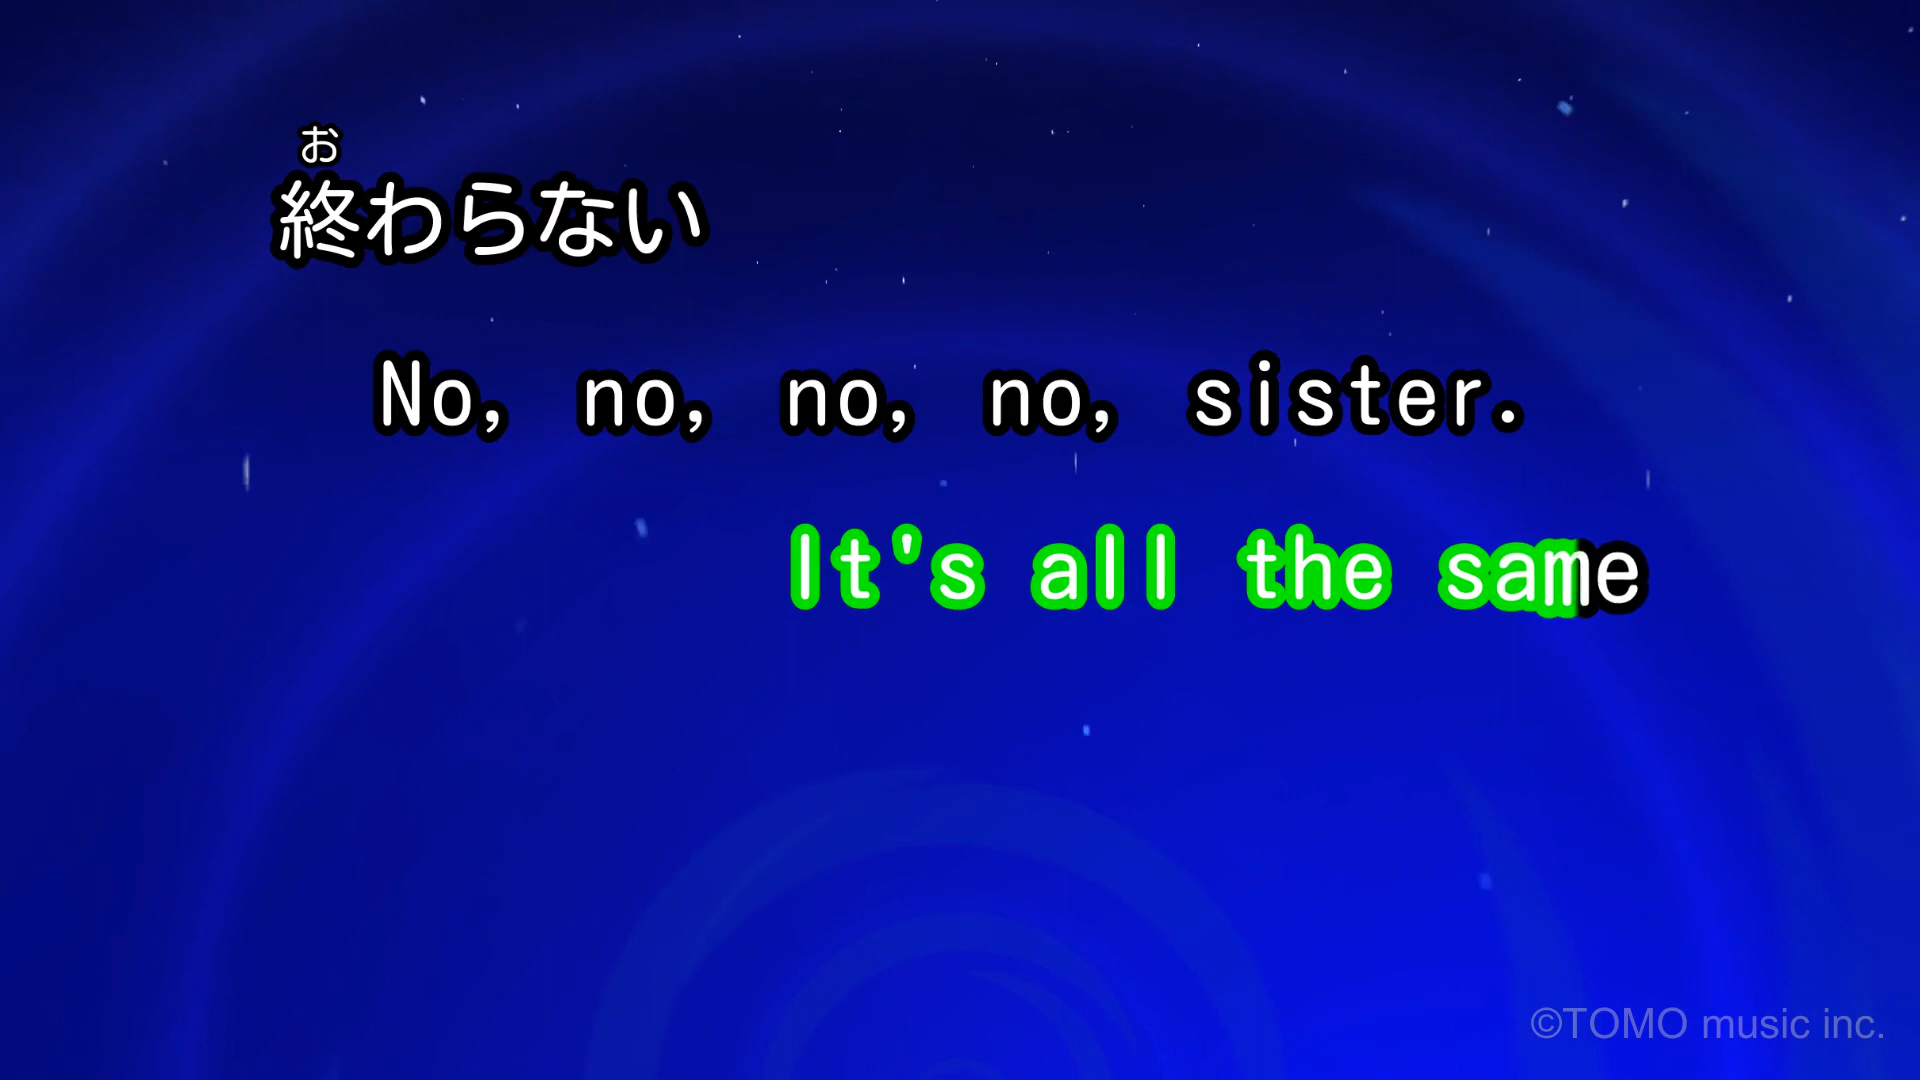 お
終わらない
No, no, no, no, sister.
It's all the same
©TOMO music inc.